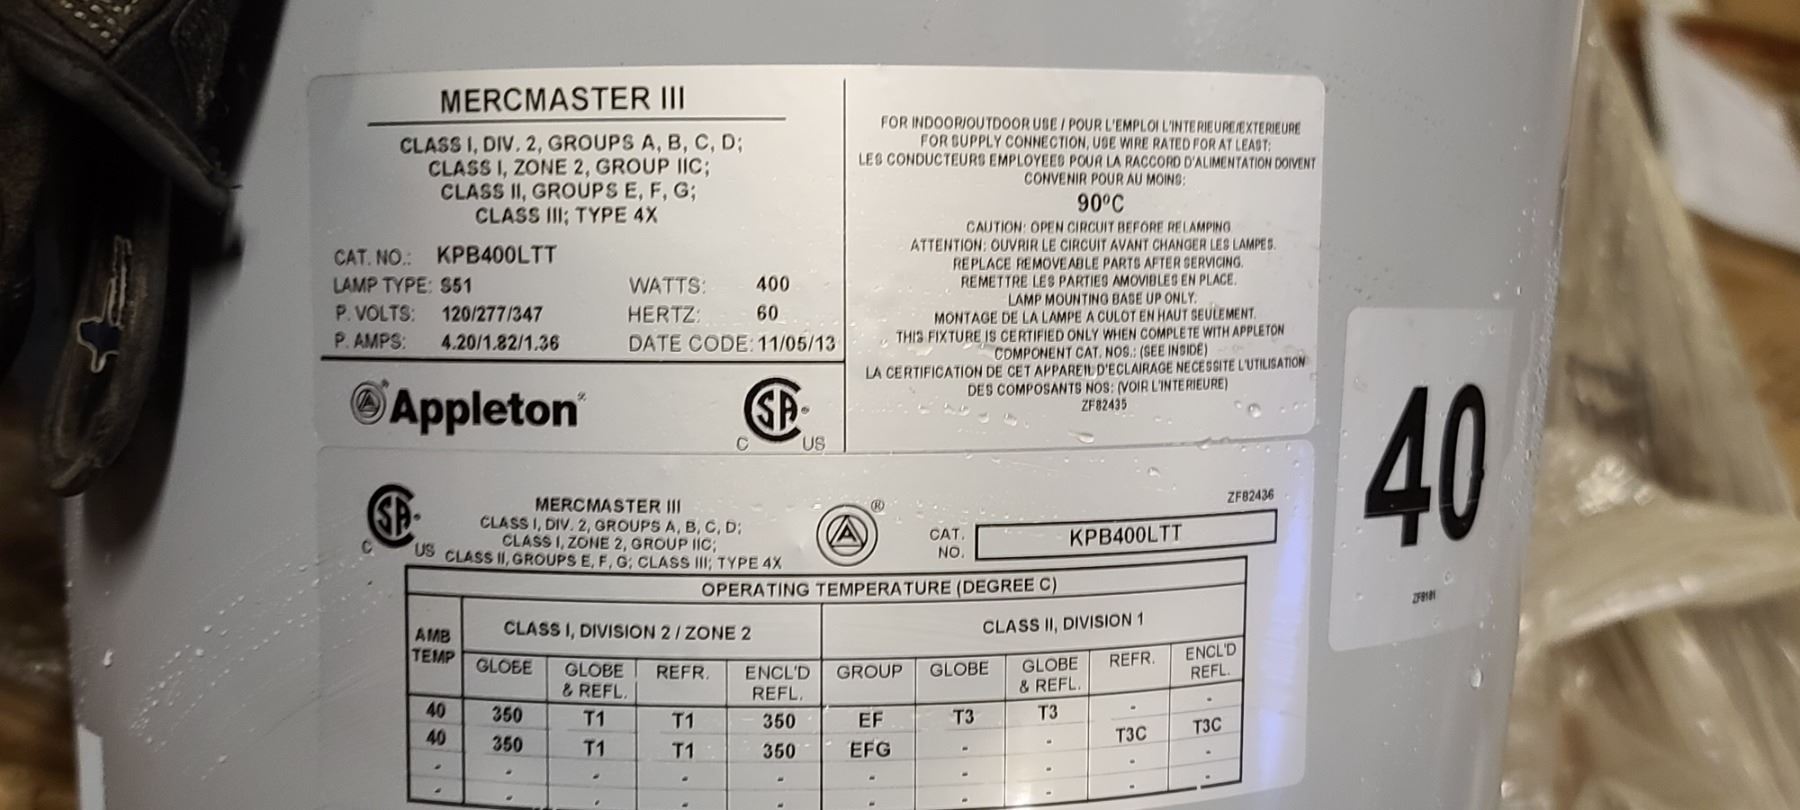 MERCMASTER III
CLASS I, DIV. 2, GROUPS A, B, C, D;
CLASS I, ZONE 2, GROUP IIC;
CLASS II, GROUPS E, F, G;
CLASS III; TYPE 4X
CAT. NO.: KPB400LTT
LAMP TYPE: S51 WATTS: 400
P. VOLTS: 120/277/347 HERTZ: 60
P. AMPS: 4.20/1.82/1.36 DATE CODE: 11/05/13
Appleton®
CSA®
C US
FOR INDOOR/OUTDOOR USE / POUR L'EMPLOI L'INTERIEURE/EXTERIEURE
FOR SUPPLY CONNECTION, USE WIRE RATED FOR AT LEAST:
LES CONDUCTEURS EMPLOYEES POUR LA RACCORD D'ALIMENTATION DOIVENT
CONVENIR POUR AU MOINS:
90°C
CAUTION: OPEN CIRCUIT BEFORE RELAMPING
ATTENTION: OUVRIR LE CIRCUIT AVANT CHANGER LES LAMPES.
REPLACE REMOVEABLE PARTS AFTER SERVICING.
REMETTRE LES PARTIES AMOVIBLES EN PLACE.
LAMP MOUNTING BASE UP ONLY.
MONTAGE DE LA LAMPE A CULOT EN HAUT SEULEMENT.
THIS FIXTURE IS CERTIFIED ONLY WHEN COMPLETE WITH APPLETON
COMPONENT CAT. NOS.: (SEE INSIDE)
LA CERTIFICATION DE CET APPAREIL D'ECLAIRAGE NECESSITE L'UTILISATION
DES COMPOSANTS NOS: (VOIR L'INTERIEURE)
ZF82435
CSA®
C US
MERCMASTER III
CLASS I, DIV. 2, GROUPS A, B, C, D;
CLASS I, ZONE 2, GROUP IIC;
CLASS II, GROUPS E, F, G; CLASS III; TYPE 4X
A ®
ZF82436
CAT. NO. KPB400LTT
OPERATING TEMPERATURE (DEGREE C)
AMB TEMP CLASS I, DIVISION 2 / ZONE 2 CLASS II, DIVISION 1
GLOBE GLOBE & REFL. REFR. ENCL'D REFL. GROUP GLOBE GLOBE & REFL. REFR. ENCL'D REFL.
40 350 T1 T1 350 EF T3 T3 - -
40 350 T1 T1 350 EFG - - T3C T3C
- - - - - - - - - -
- - - - - - - - - -
40
ZF8181